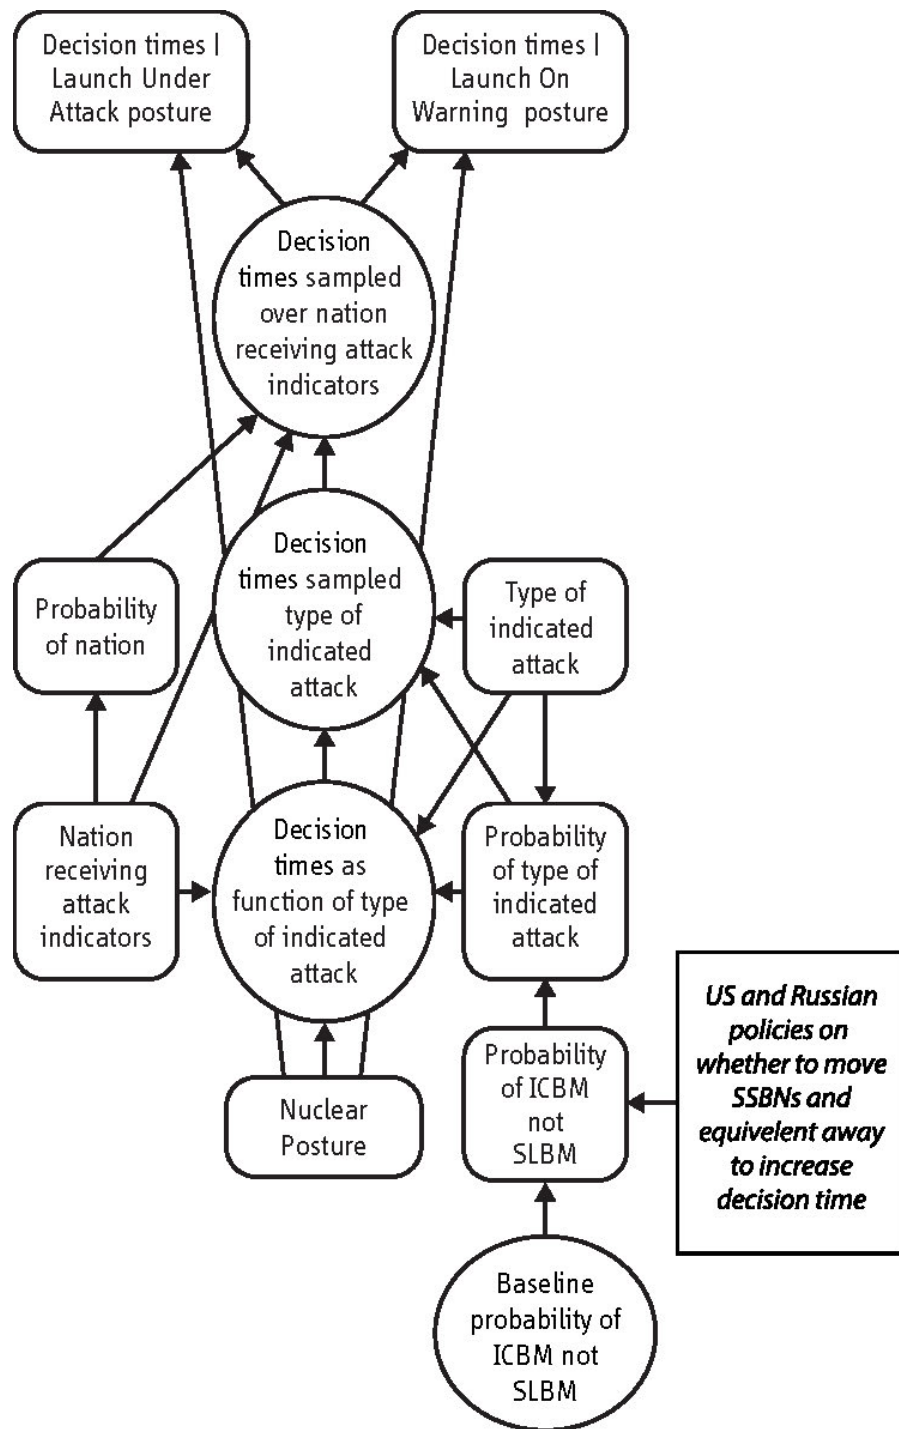 Decision times |
Launch Under
Attack posture
Decision times |
Launch On
Warning posture
Decision
times sampled
over nation
receiving attack
indicators
Decision
times sampled
type of
indicated
attack
Probability
of nation
Type of
indicated
attack
Nation
receiving
attack
indicators
Decision
times as
function of type
of indicated
attack
Probability
of type of
indicated
attack
US and Russian
policies on
whether to move
SSBNs and
equivelent away
to increase
decision time
Nuclear
Posture
Probability
of ICBM
not
SLBM
Baseline
probability of
ICBM not
SLBM